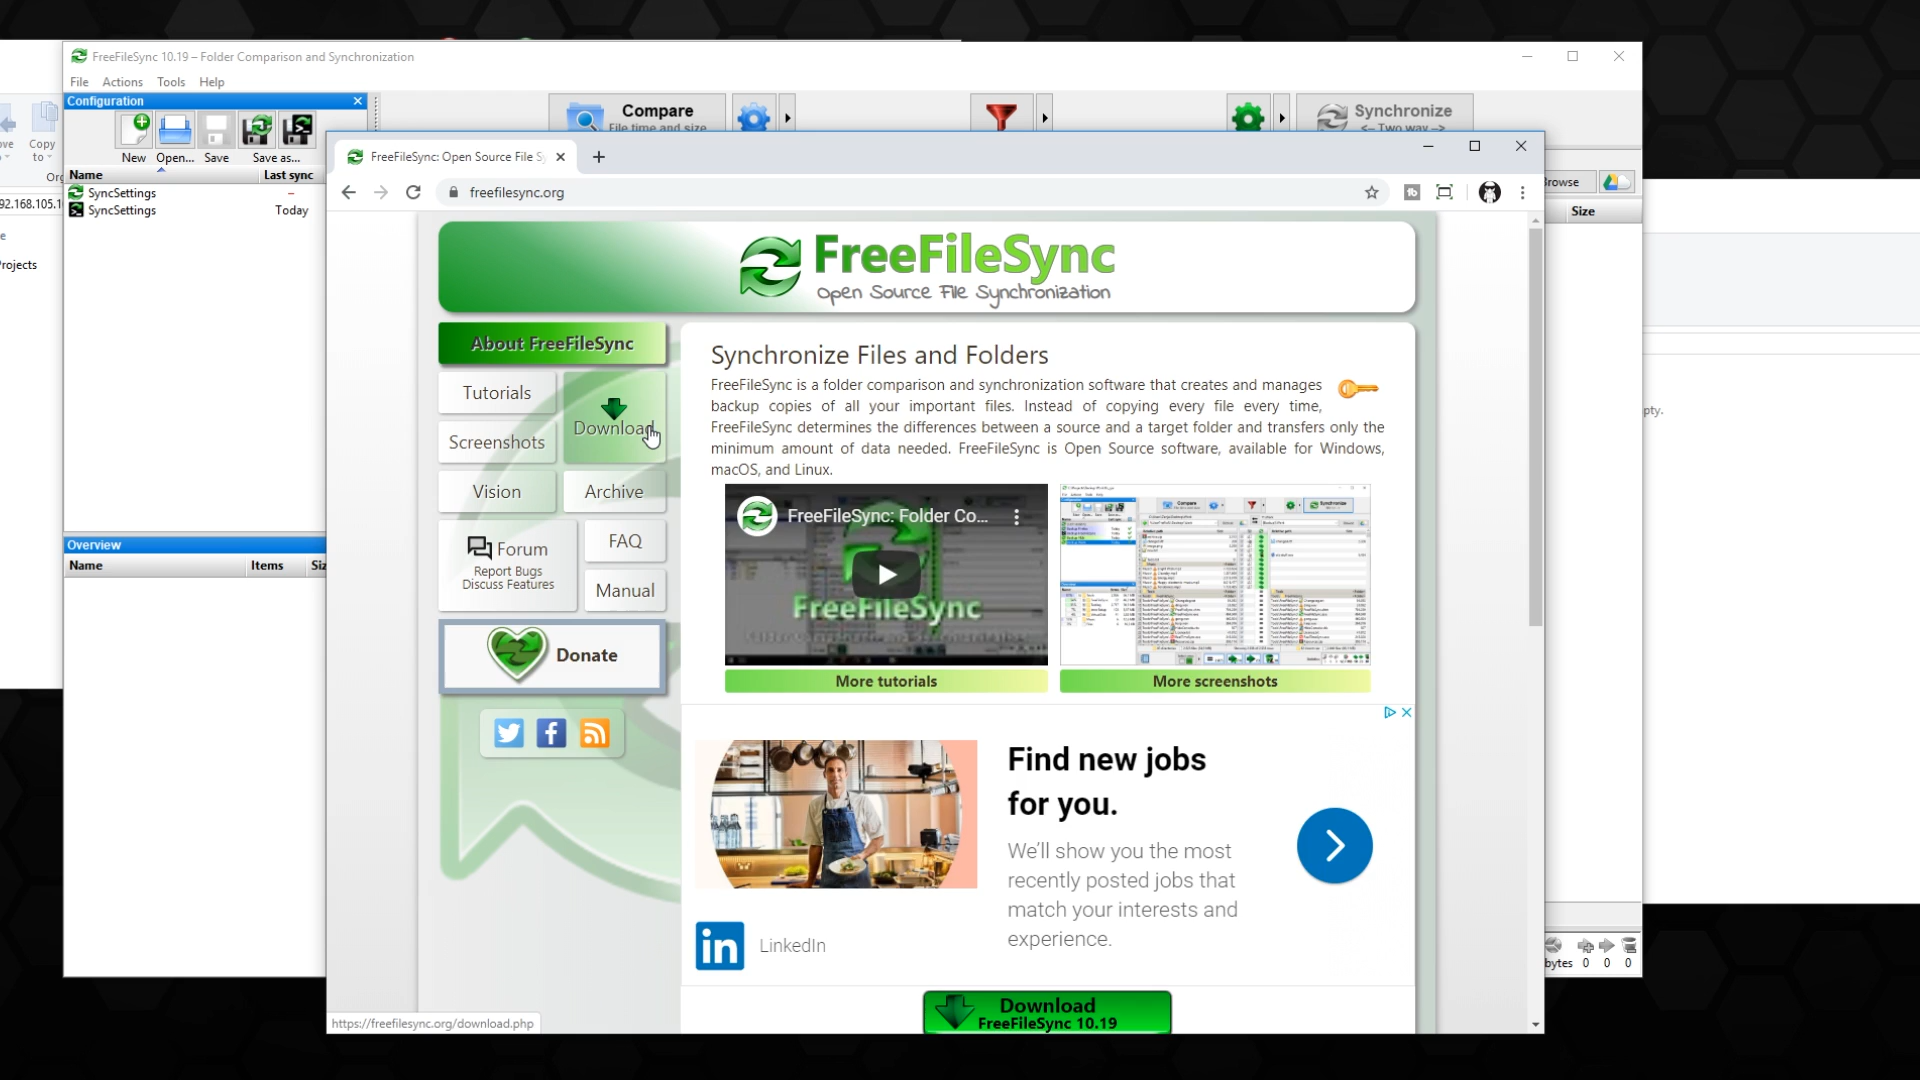 FreeFileSync 10.19 – Folder Comparison and Synchronization
File Actions Tools Help
Configuration
Compare
File time and size
Synchronize
<-- Two way -->
New Open... Save Save as...
Copy
to
Name Last sync
SyncSettings –
SyncSettings Today
92.168.105.1
rojects
FreeFileSync: Open Source File S
freefilesync.org
Size
FreeFileSync
Open Source File Synchronization
About FreeFileSync
Tutorials
Download
Screenshots
Vision
Archive
Forum
Report Bugs
Discuss Features
FAQ
Manual
Donate
Synchronize Files and Folders
FreeFileSync is a folder comparison and synchronization software that creates and manages
backup copies of all your important files. Instead of copying every file every time,
FreeFileSync determines the differences between a source and a target folder and transfers only the
minimum amount of data needed. FreeFileSync is Open Source software, available for Windows,
macOS, and Linux.
FreeFileSync: Folder Co...
FreeFileSync
More tutorials
More screenshots
Overview
Name Items Siz
Find new jobs
for you.
We'll show you the most
recently posted jobs that
match your interests and
experience.
in LinkedIn
Download
FreeFileSync 10.19
https://freefilesync.org/download.php
pty.
bytes 0 0 0